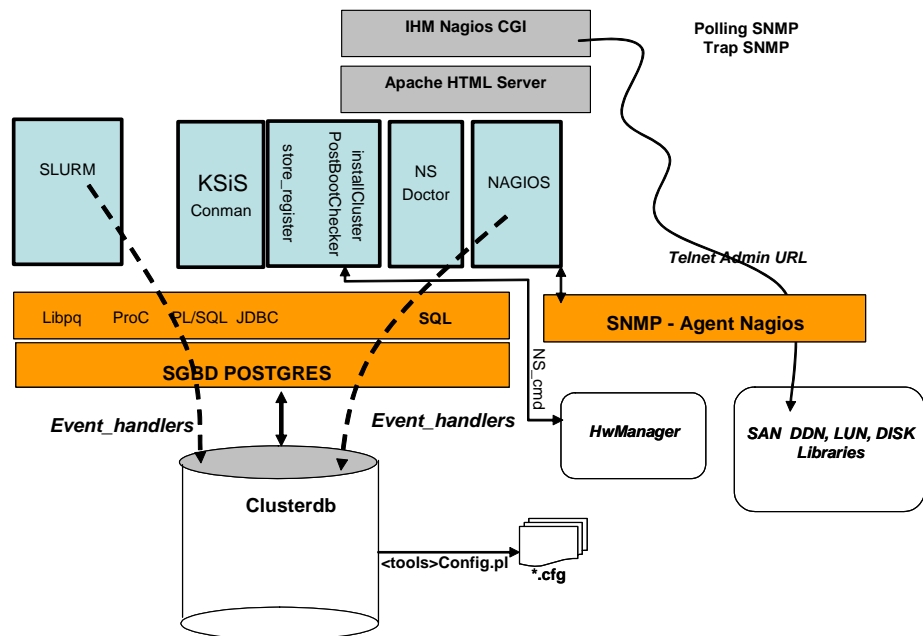 IHM Nagios CGI
Polling SNMP
Trap SNMP
Apache HTML Server
SLURM
KSiS
Conman
store_register
PostBootChecker
installCluster
NS
Doctor
NAGIOS
Telnet Admin URL
Libpq ProC PL/SQL JDBC SQL
SNMP - Agent Nagios
SGBD POSTGRES
NS_cmd
Event_handlers
Event_handlers
HwManager
SAN DDN, LUN, DISK
Libraries
Clusterdb
<tools>Config.pl
*.cfg